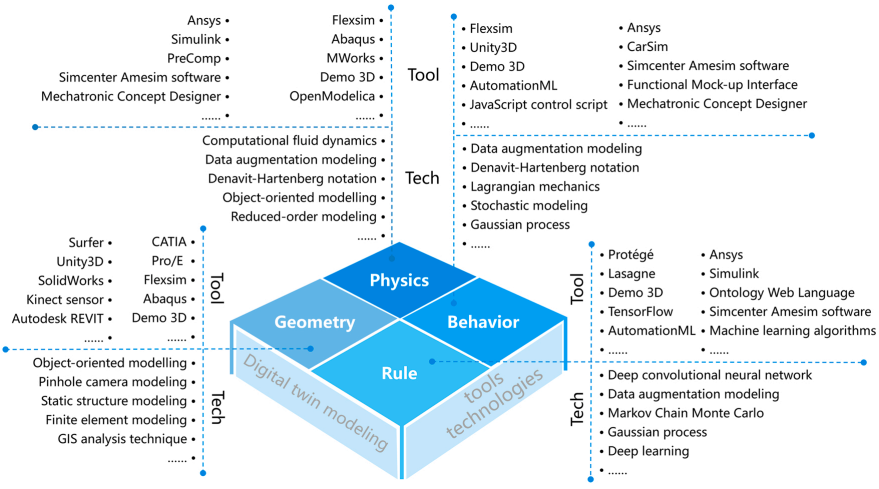 Ansys •
Simulink •
PreComp •
Simcenter Amesim software •
Mechatronic Concept Designer •
...... •
Flexsim •
Abaqus •
MWorks •
Demo 3D •
OpenModelica •
...... •
Tool
• Flexsim
• Unity3D
• Demo 3D
• AutomationML
• JavaScript control script
• ......
• Ansys
• CarSim
• Simcenter Amesim software
• Functional Mock-up Interface
• Mechatronic Concept Designer
• ......
Computational fluid dynamics •
Data augmentation modeling •
Denavit-Hartenberg notation •
Object-oriented modelling •
Reduced-order modeling •
...... •
Tech
• Data augmentation modeling
• Denavit-Hartenberg notation
• Lagrangian mechanics
• Stochastic modeling
• Gaussian process
• ......
Surfer •
Unity3D •
SolidWorks •
Kinect sensor •
Autodesk REVIT •
...... •
CATIA •
Pro/E •
Flexsim •
Abaqus •
Demo 3D •
...... •
Tool
Physics
Geometry
Behavior
Rule
Digital twin modeling
tools
technologies
Tool
• Protégé
• Lasagne
• Demo 3D
• TensorFlow
• AutomationML
• ......
• Ansys
• Simulink
• Ontology Web Language
• Simcenter Amesim software
• Machine learning algorithms
• ......
Object-oriented modelling •
Pinhole camera modeling •
Static structure modeling •
Finite element modeling •
GIS analysis technique •
...... •
Tech
Tech
• Deep convolutional neural network
• Data augmentation modeling
• Markov Chain Monte Carlo
• Gaussian process
• Deep learning
• ......